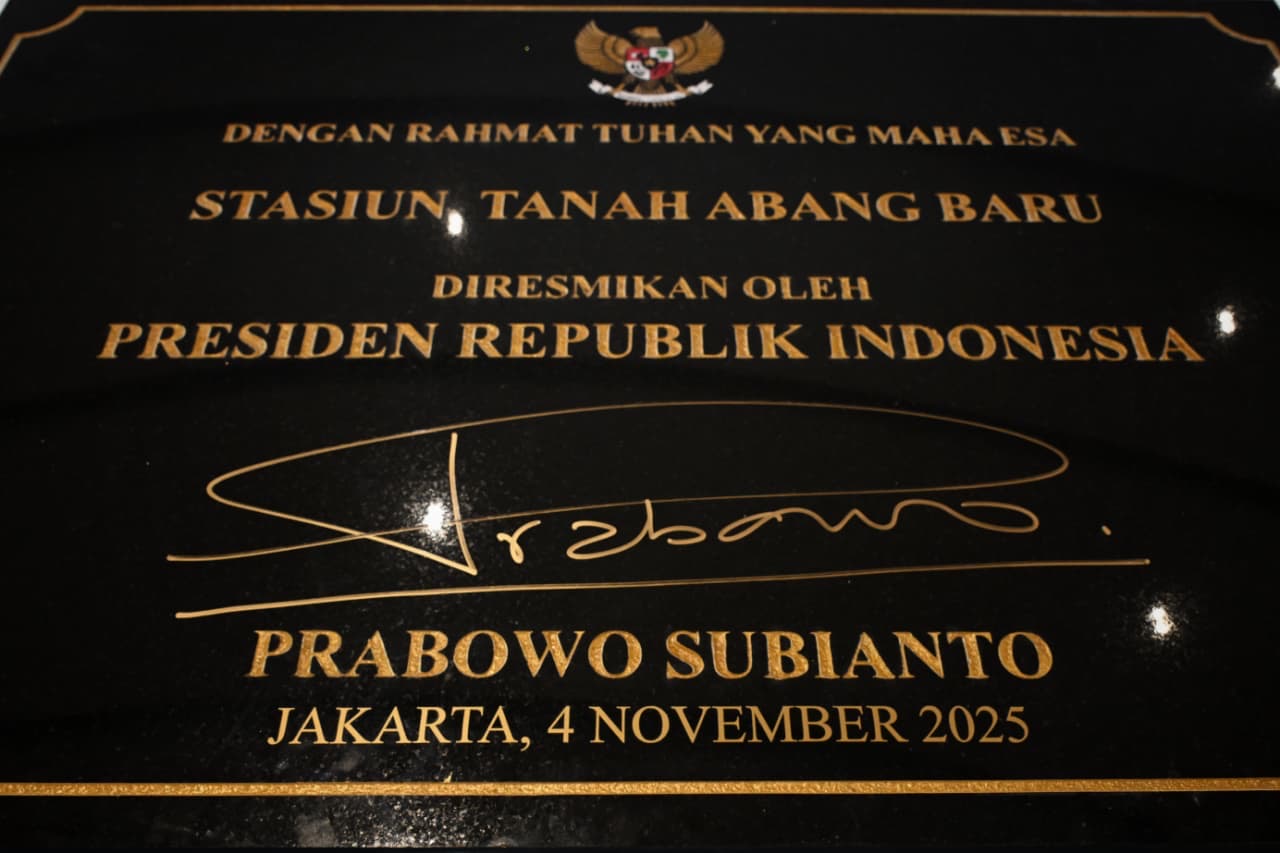 DENGAN RAHMAT TUHAN YANG MAHA ESA
STASIUN TANAH ABANG BARU
DIRESMIKAN OLEH
PRESIDEN REPUBLIK INDONESIA
Prabowo.
PRABOWO SUBIANTO
JAKARTA, 4 NOVEMBER 2025